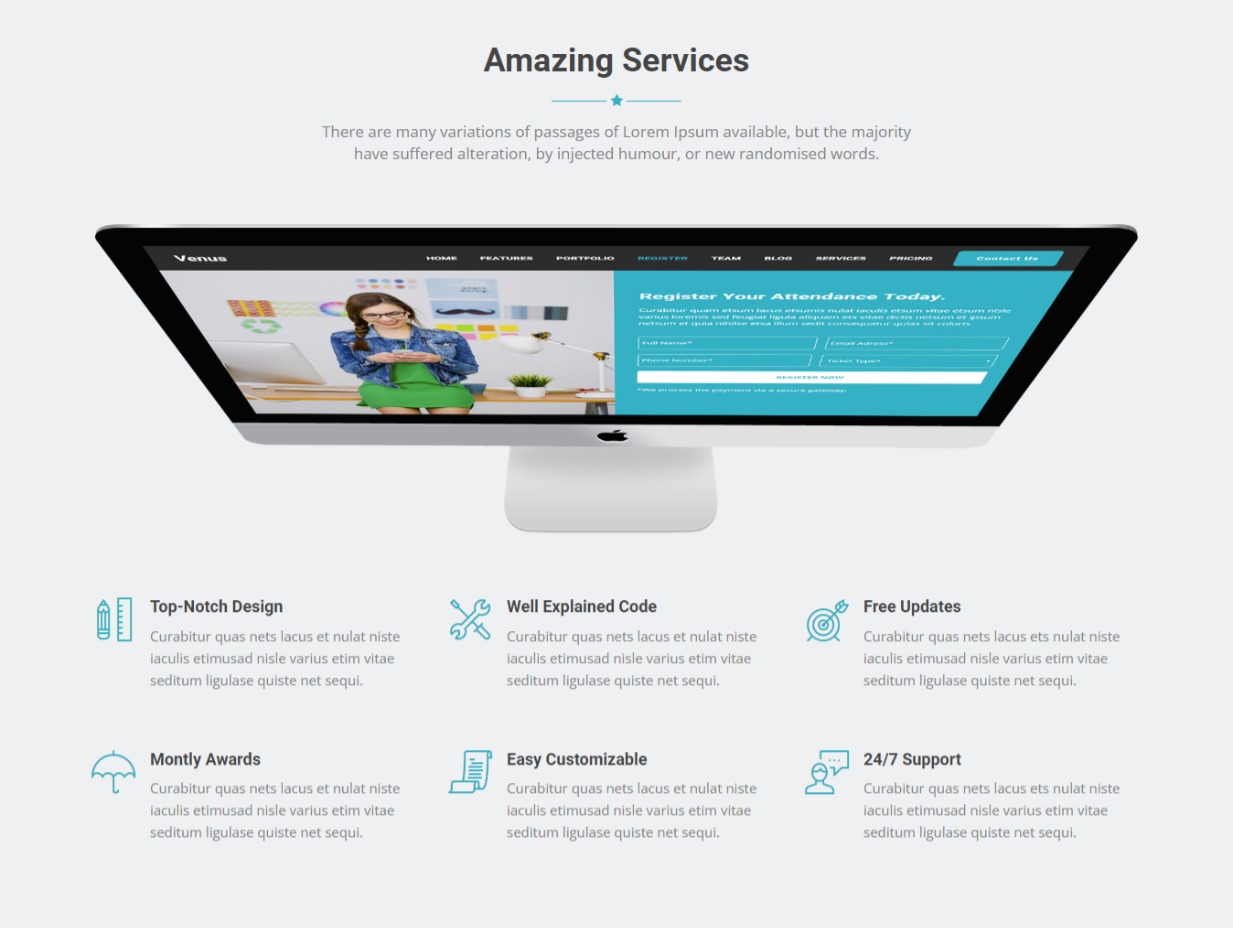 Amazing Services
There are many variations of passages of Lorem Ipsum available, but the majority
have suffered alteration, by injected humour, or new randomised words.
Venus
HOME FEATURES PORTFOLIO REGISTER TEAM BLOG SERVICES PRICING Contact Us
Register Your Attendance Today.
Curabitur quam etsum lacus etsumis nulat iaculis etsum vitae etsum nisle
varius loremis sed feugiat ligula aliquam ets vitae dictis netsum et ipsum
netsum et quia nihilse etsa illum sedit consequatur quias sit coloris.
Full Name* Email Adress*
Phone Number* Ticket Type*
REGISTER NOW
*We process the payment via a secure gateway.
Top-Notch Design
Curabitur quas nets lacus et nulat niste
iaculis etimusad nisle varius etim vitae
seditum ligulase quiste net sequi.
Well Explained Code
Curabitur quas nets lacus et nulat niste
iaculis etimusad nisle varius etim vitae
seditum ligulase quiste net sequi.
Free Updates
Curabitur quas nets lacus ets nulat niste
iaculis etimusad nisle varius etim vitae
seditum ligulase quiste net sequi.
Montly Awards
Curabitur quas nets lacus et nulat niste
iaculis etimusad nisle varius etim vitae
seditum ligulase quiste net sequi.
Easy Customizable
Curabitur quas nets lacus et nulat niste
iaculis etimusad nisle varius etim vitae
seditum ligulase quiste net sequi.
24/7 Support
Curabitur quas nets lacus ets nulat niste
iaculis etimusad nisle varius etim vitae
seditum ligulase quiste net sequi.